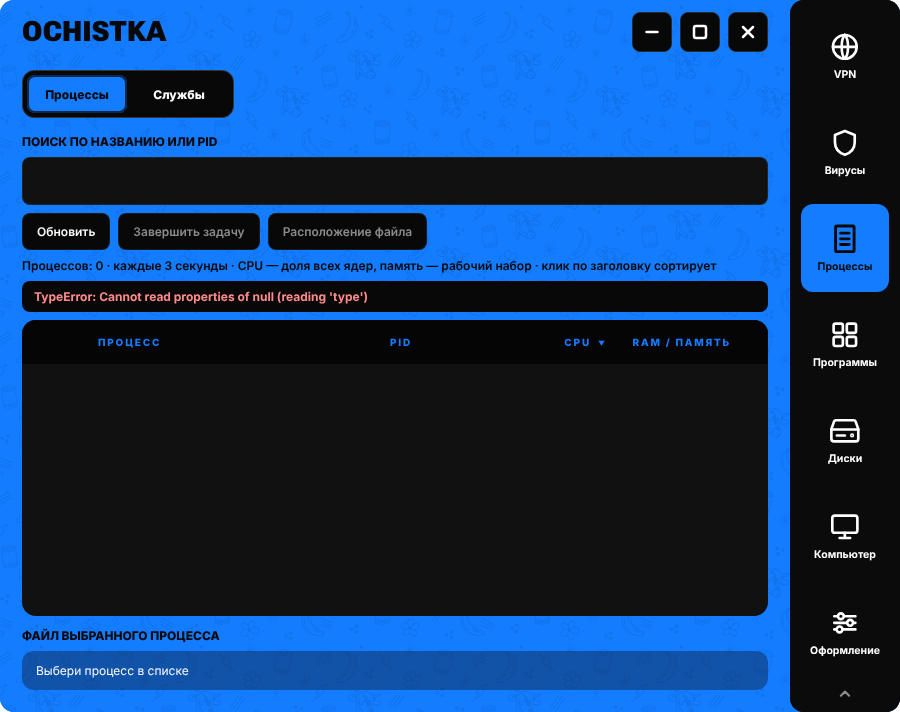 OCHISTKA
Процессы
Службы
ПОИСК ПО НАЗВАНИЮ ИЛИ PID
Обновить
Завершить задачу
Расположение файла
Процессов: 0 · каждые 3 секунды · CPU — доля всех ядер, память — рабочий набор · клик по заголовку сортирует
TypeError: Cannot read properties of null (reading 'type')
ПРОЦЕСС
PID
CPU ▼
RAM / ПАМЯТЬ
ФАЙЛ ВЫБРАННОГО ПРОЦЕССА
Выбери процесс в списке
VPN
Вирусы
Процессы
Программы
Диски
Компьютер
Оформление